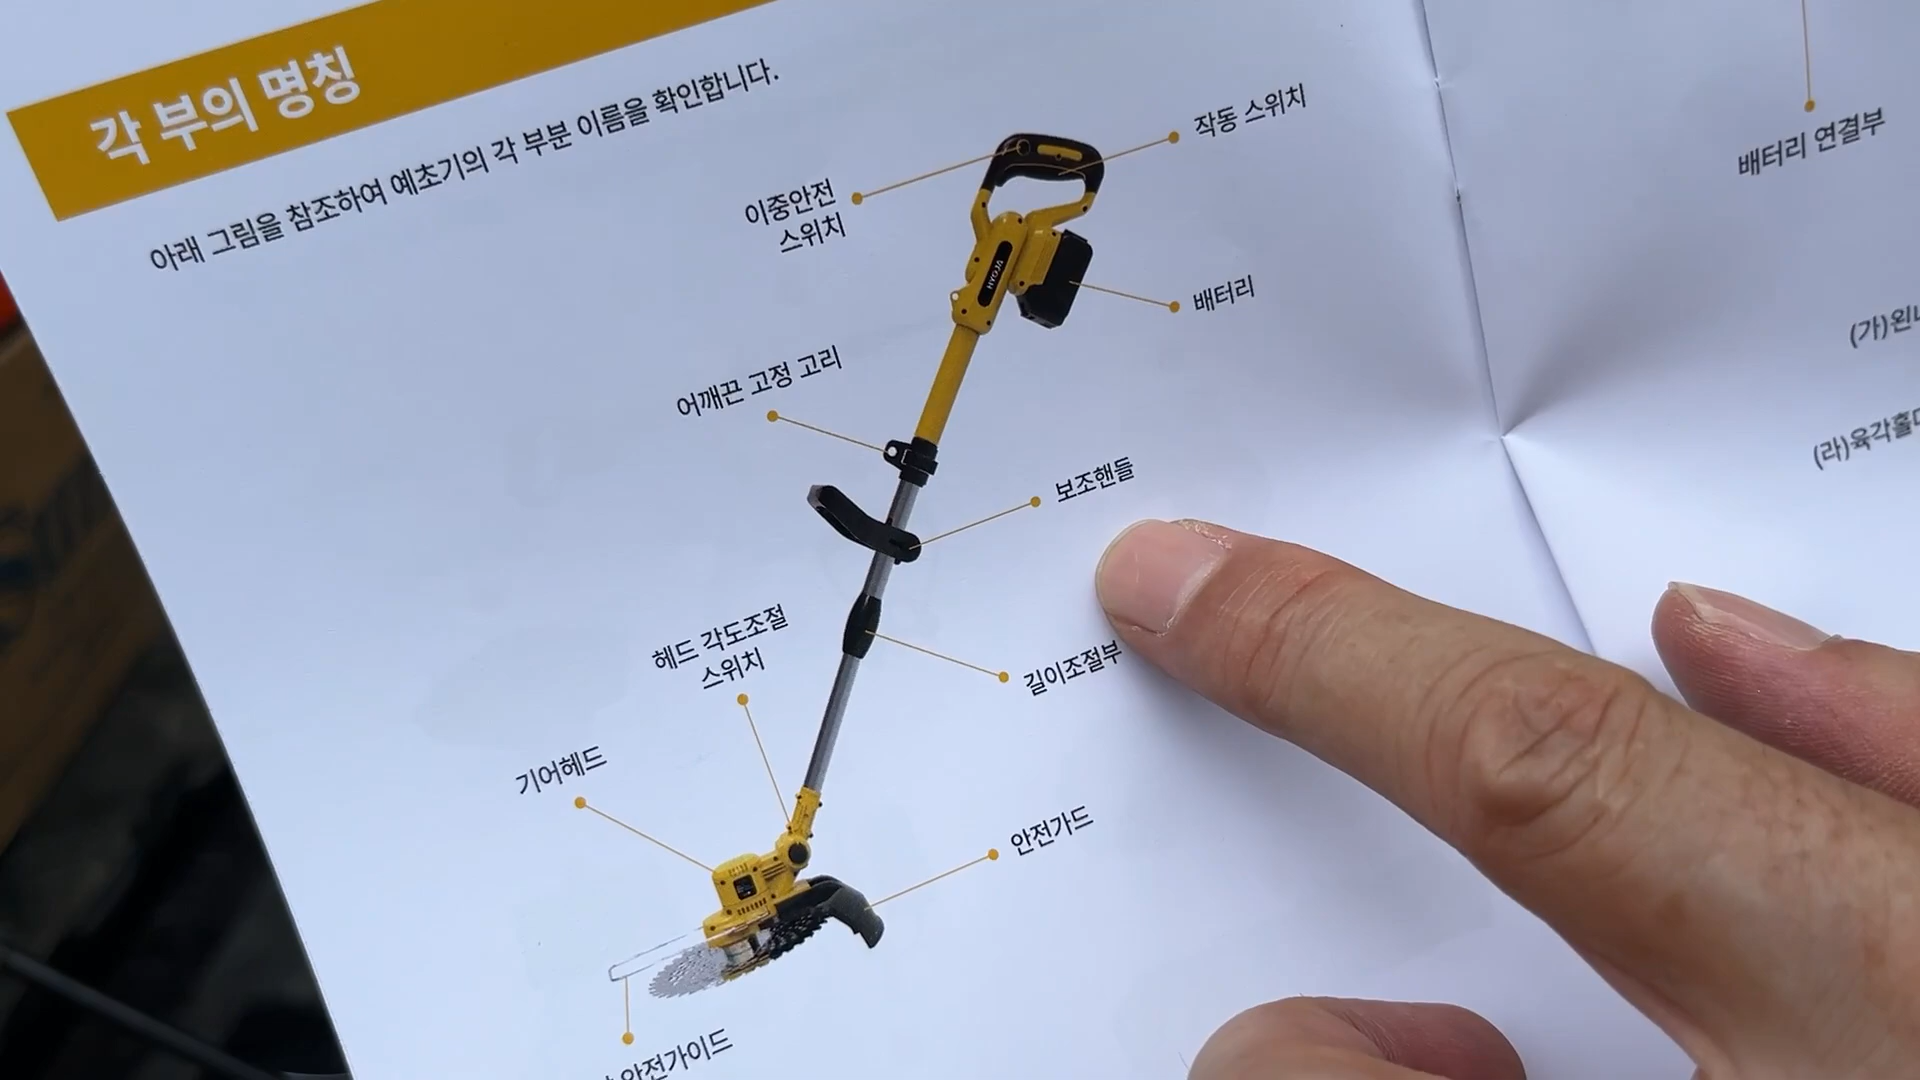 각 부의 명칭
아래 그림을 참조하여 예초기의 각 부분 이름을 확인합니다.
작동 스위치
이중안전
스위치
HYOJA
배터리
어깨끈 고정 고리
보조핸들
헤드 각도조절
스위치
길이조절부
기어헤드
안전가드
안전가이드
배터리 연결부
(가)왼
(라)육각홀